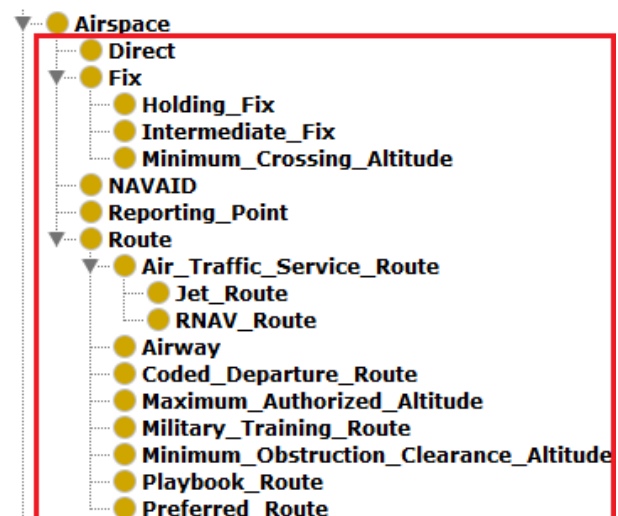 Airspace
Direct
Fix
Holding_Fix
Intermediate_Fix
Minimum_Crossing_Altitude
NAVAID
Reporting_Point
Route
Air_Traffic_Service_Route
Jet_Route
RNAV_Route
Airway
Coded_Departure_Route
Maximum_Authorized_Altitude
Military_Training_Route
Minimum_Obstruction_Clearance_Altitude
Playbook_Route
Preferred_Route